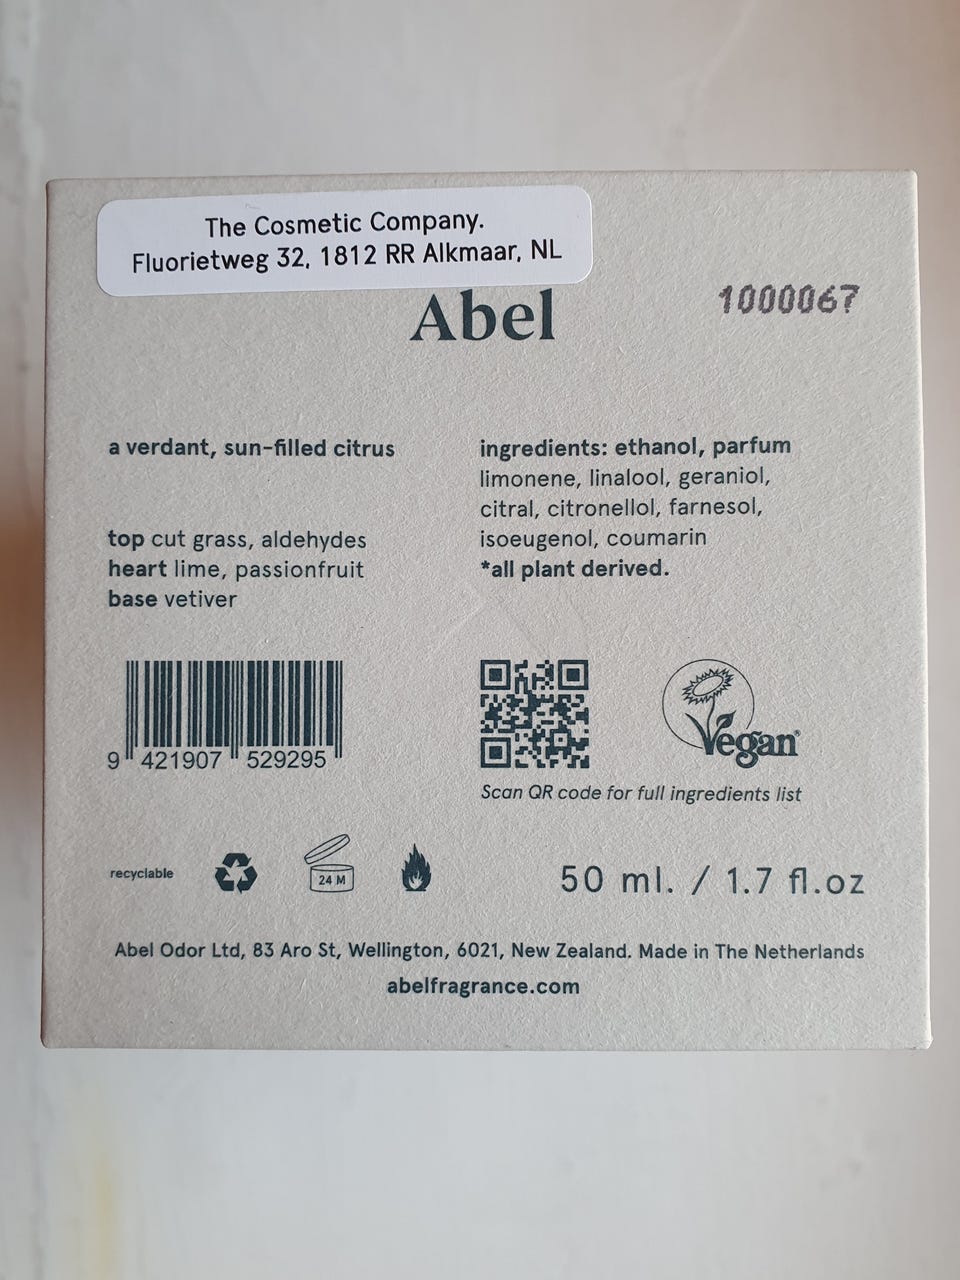 The Cosmetic Company.
Fluorietweg 32, 1812 RR Alkmaar, NL
Abel
1000067
a verdant, sun-filled citrus
top cut grass, aldehydes
heart lime, passionfruit
base vetiver
ingredients: ethanol, parfum
limonene, linalool, geraniol,
citral, citronellol, farnesol,
isoeugenol, coumarin
*all plant derived.
9 421907 529295
Vegan
Scan QR code for full ingredients list
recyclable
24 M
50 ml. / 1.7 fl.oz
Abel Odor Ltd, 83 Aro St, Wellington, 6021, New Zealand. Made in The Netherlands
abelfragrance.com